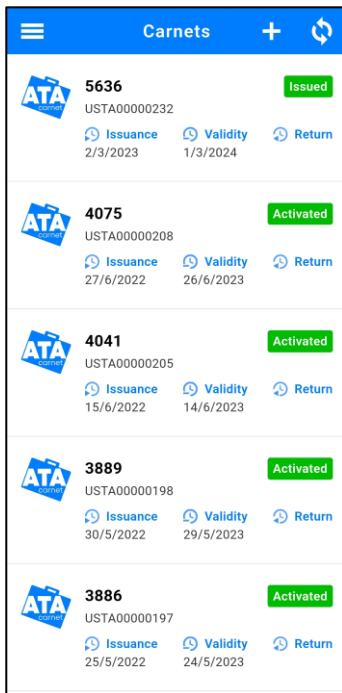 Carnets
ATA carnet
5636 Issued
USTA00000232
Issuance Validity Return
2/3/2023 1/3/2024
ATA carnet
4075 Activated
USTA00000208
Issuance Validity Return
27/6/2022 26/6/2023
ATA carnet
4041 Activated
USTA00000205
Issuance Validity Return
15/6/2022 14/6/2023
ATA carnet
3889 Activated
USTA00000198
Issuance Validity Return
30/5/2022 29/5/2023
ATA carnet
3886 Activated
USTA00000197
Issuance Validity Return
25/5/2022 24/5/2023